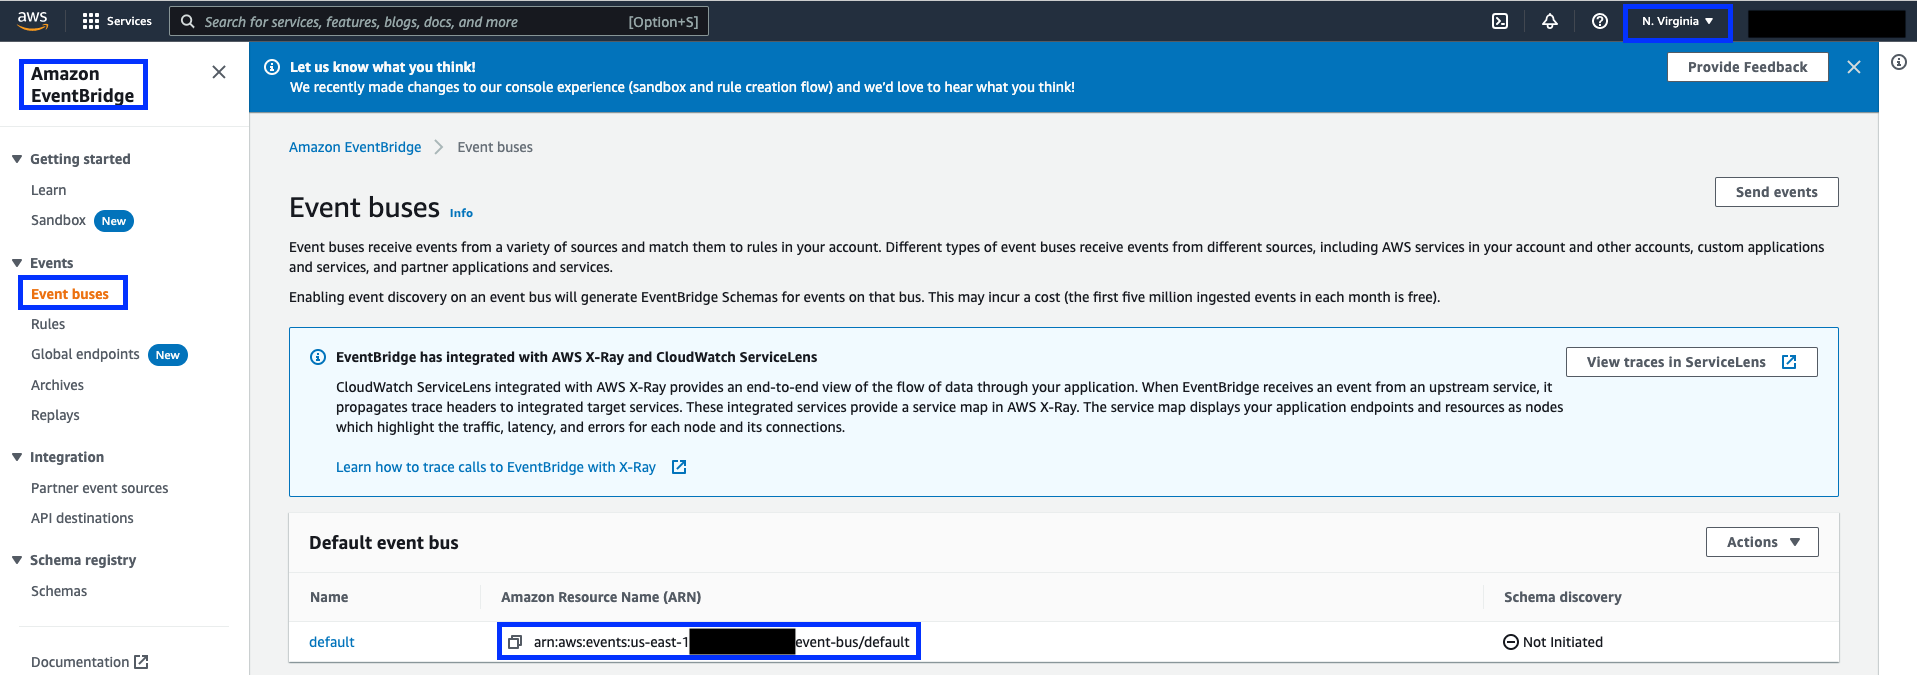 aws
Services
Search for services, features, blogs, docs, and more
[Option+S]
N. Virginia
Amazon
EventBridge
Getting started
Learn
Sandbox New
Events
Event buses
Rules
Global endpoints New
Archives
Replays
Integration
Partner event sources
API destinations
Schema registry
Schemas
Documentation
Let us know what you think!
We recently made changes to our console experience (sandbox and rule creation flow) and we'd love to hear what you think!
Provide Feedback
Amazon EventBridge
Event buses
Event buses Info
Send events
Event buses receive events from a variety of sources and match them to rules in your account. Different types of event buses receive events from different sources, including AWS services in your account and other accounts, custom applications
and services, and partner applications and services.
Enabling event discovery on an event bus will generate EventBridge Schemas for events on that bus. This may incur a cost (the first five million ingested events in each month is free).
EventBridge has integrated with AWS X-Ray and CloudWatch ServiceLens
View traces in ServiceLens
CloudWatch ServiceLens integrated with AWS X-Ray provides an end-to-end view of the flow of data through your application. When EventBridge receives an event from an upstream service, it
propagates trace headers to integrated target services. These integrated services provide a service map in AWS X-Ray. The service map displays your application endpoints and resources as nodes
which highlight the traffic, latency, and errors for each node and its connections.
Learn how to trace calls to EventBridge with X-Ray
Default event bus
Actions
Name
Amazon Resource Name (ARN)
Schema discovery
default
arn:aws:events:us-east-1
event-bus/default
Not Initiated